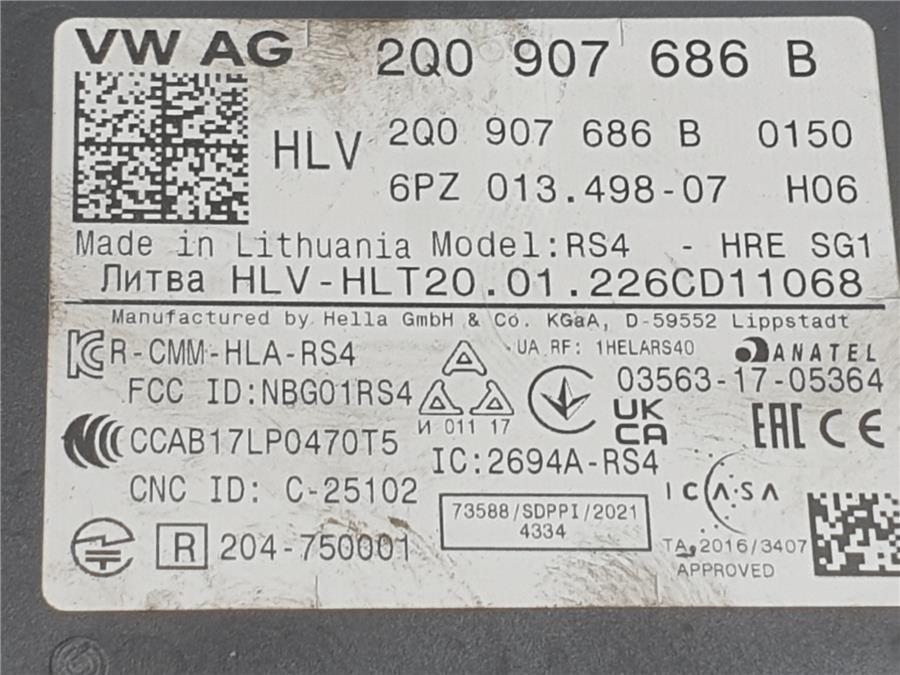 VW AG 2Q0 907 686 B
HLV 2Q0 907 686 B 0150
6PZ 013.498-07 H06
Made in Lithuania Model:RS4 - HRE SG1
Литва HLV-HLT20.01.226CD11068
Manufactured by Hella GmbH & Co. KGaA, D-59552 Lippstadt
R-CMM-HLA-RS4
UA RF: 1HELARS40
ANATEL
FCC ID:NBG01RS4
03563-17-05364
И 011 17
UK
CA
EAC CE
CCAB17LP0470T5
IC:2694A-RS4
CNC ID: C-25102
ICASA
73588/SDPPI/2021
4334
R 204-750001
TA-2016/3407
APPROVED